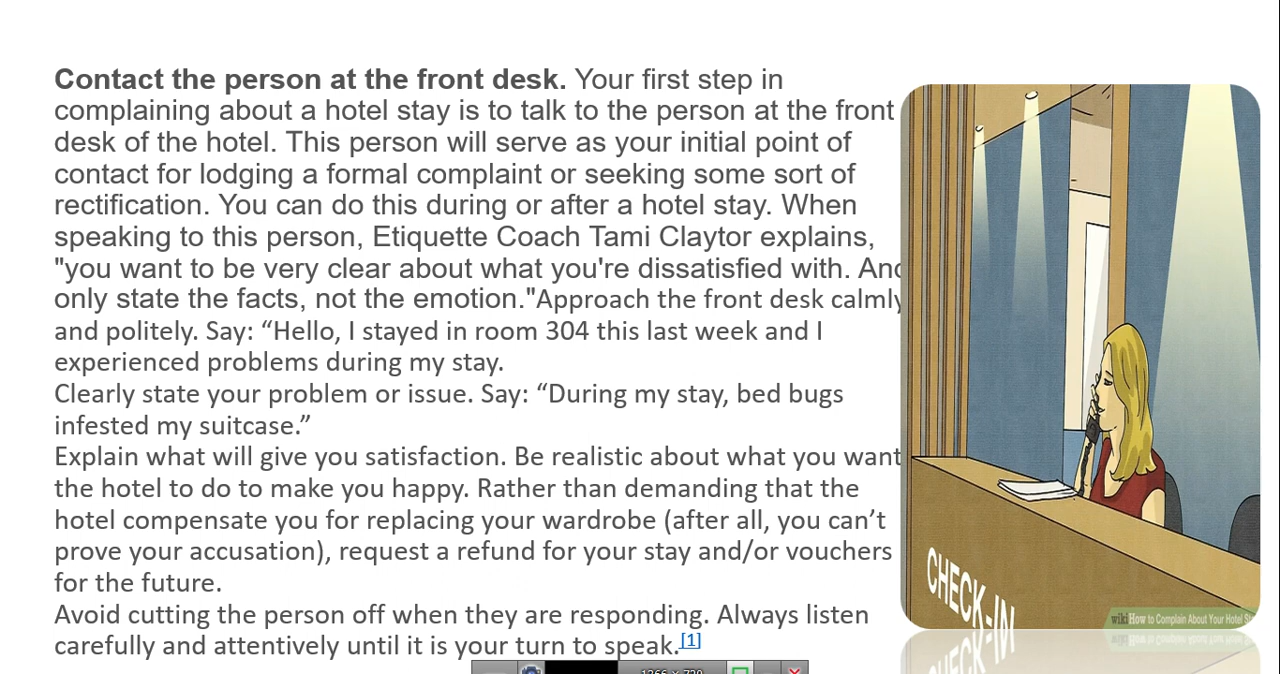 Contact the person at the front desk. Your first step in
complaining about a hotel stay is to talk to the person at the front
desk of the hotel. This person will serve as your initial point of
contact for lodging a formal complaint or seeking some sort of
rectification. You can do this during or after a hotel stay. When
speaking to this person, Etiquette Coach Tami Claytor explains,
"you want to be very clear about what you're dissatisfied with. And
only state the facts, not the emotion."Approach the front desk calmly
and politely. Say: “Hello, I stayed in room 304 this last week and I
experienced problems during my stay.
Clearly state your problem or issue. Say: “During my stay, bed bugs
infested my suitcase.”
Explain what will give you satisfaction. Be realistic about what you want
the hotel to do to make you happy. Rather than demanding that the
hotel compensate you for replacing your wardrobe (after all, you can’t
prove your accusation), request a refund for your stay and/or vouchers
for the future.
Avoid cutting the person off when they are responding. Always listen
carefully and attentively until it is your turn to speak.[1]
CHECK-IN
wikiHow to Complain About Your Hotel